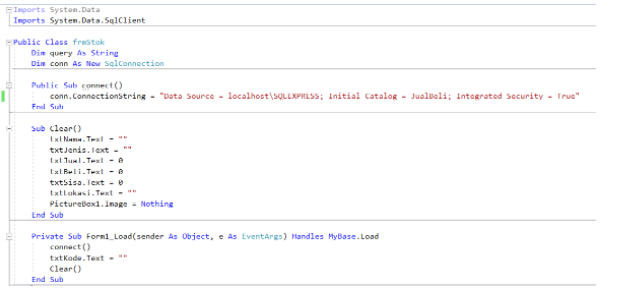 Imports System.Data
Imports System.Data.SqlClient
Public Class frmStok
Dim query As String
Dim conn As New SqlConnection
Public Sub connect()
conn.ConnectionString = "Data Source = localhost\SQLEXPRESS; Initial Catalog = JualBeli; Integrated Security = True"
End Sub
Sub Clear()
txtNama.Text = ""
txtJenis.Text = ""
txtJual.Text = 0
txtBeli.Text = 0
txtSisa.Text = 0
txtLokasi.Text = ""
PictureBox1.Image = Nothing
End Sub
Private Sub Form1_Load(sender As Object, e As EventArgs) Handles MyBase.Load
connect()
txtKode.Text = ""
Clear()
End Sub